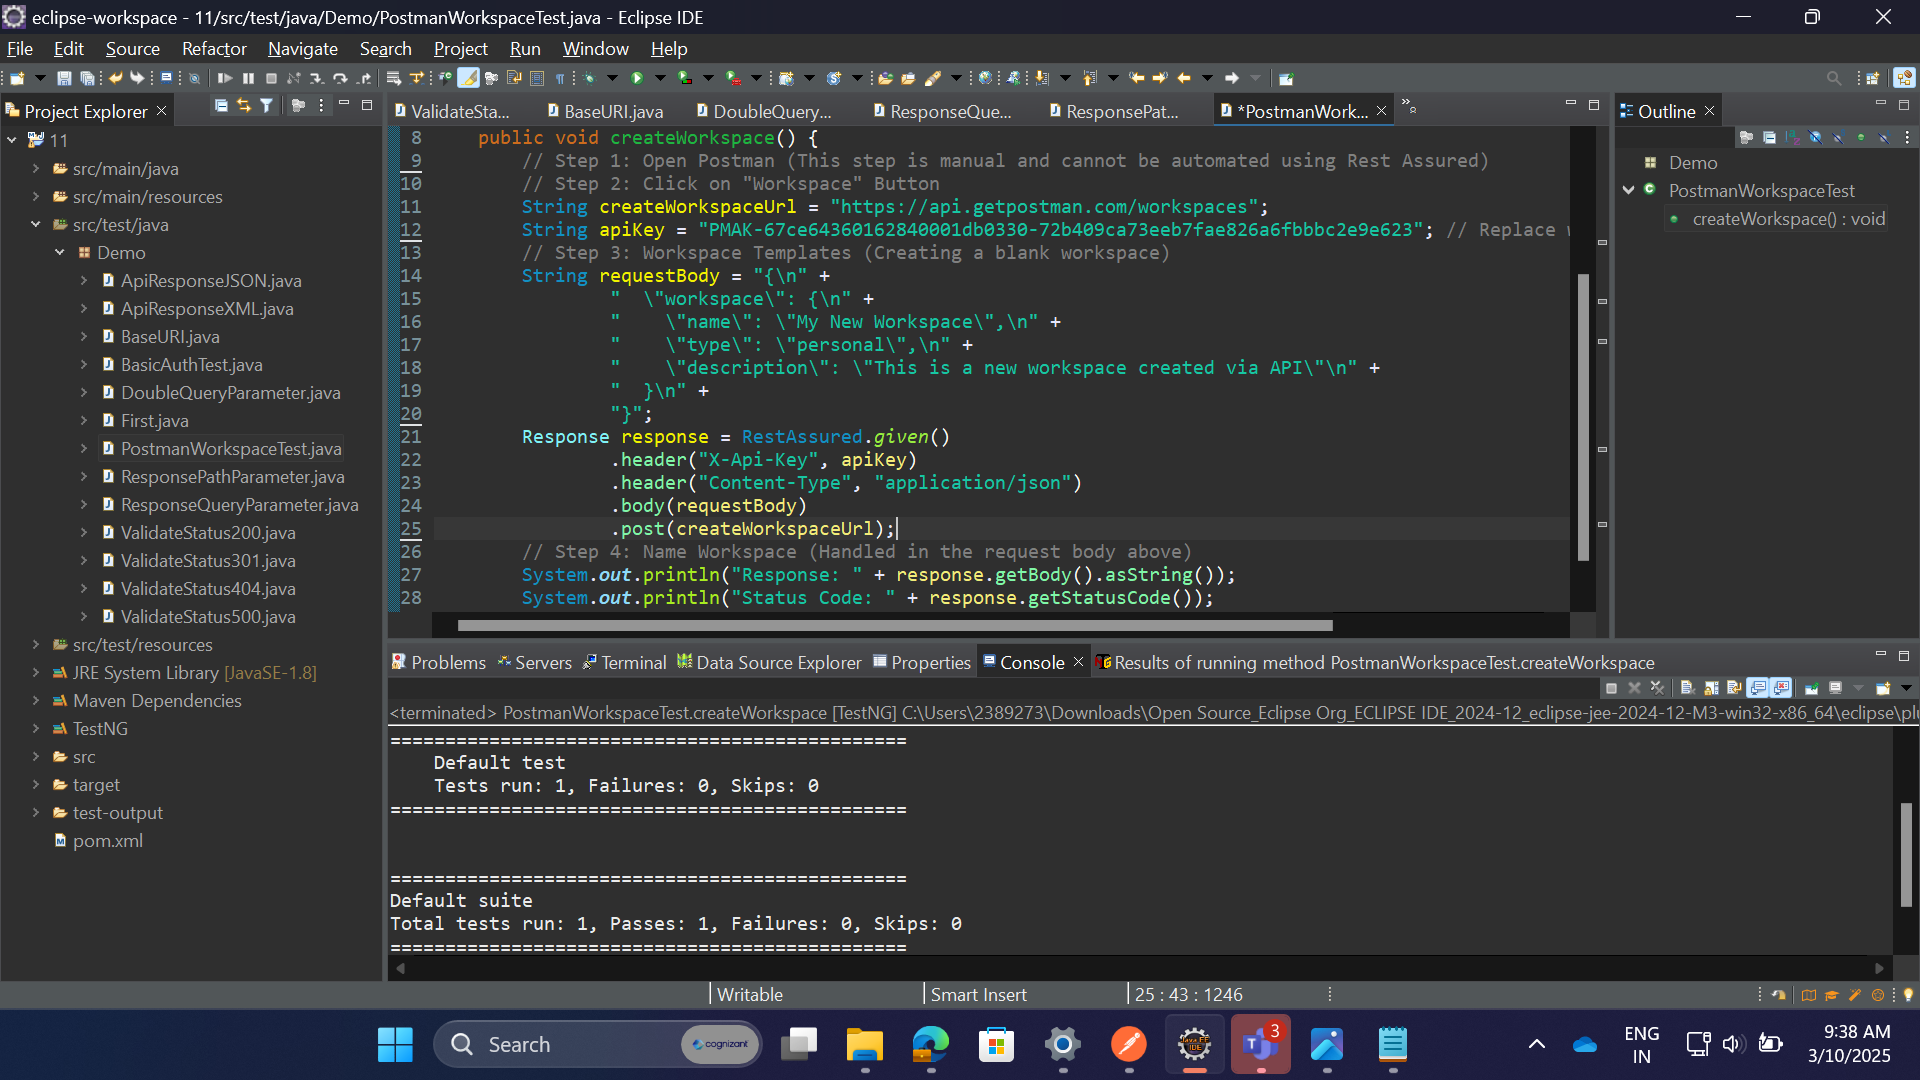 eclipse-workspace - 11/src/test/java/Demo/PostmanWorkspaceTest.java - Eclipse IDE
File Edit Source Refactor Navigate Search Project Run Window Help
Project Explorer
11
src/main/java
src/main/resources
src/test/java
Demo
ApiResponseJSON.java
ApiResponseXML.java
BaseURI.java
BasicAuthTest.java
DoubleQueryParameter.java
First.java
PostmanWorkspaceTest.java
ResponsePathParameter.java
ResponseQueryParameter.java
ValidateStatus200.java
ValidateStatus301.java
ValidateStatus404.java
ValidateStatus500.java
src/test/resources
JRE System Library [JavaSE-1.8]
Maven Dependencies
TestNG
src
target
test-output
pom.xml
ValidateSta... BaseURI.java DoubleQuery... ResponseQue... ResponsePat... *PostmanWork... »8
8 public void createWorkspace() {
9 // Step 1: Open Postman (This step is manual and cannot be automated using Rest Assured)
10 // Step 2: Click on "Workspace" Button
11 String createWorkspaceUrl = "https://api.getpostman.com/workspaces";
12 String apiKey = "PMAK-67ce64360162840001db0330-72b409ca73eeb7fae826a6fbbbc2e9e623"; // Replace
13 // Step 3: Workspace Templates (Creating a blank workspace)
14 String requestBody = "{\n" +
15 "  \"workspace\": {\n" +
16 "    \"name\": \"My New Workspace\",\n" +
17 "    \"type\": \"personal\",\n" +
18 "    \"description\": \"This is a new workspace created via API\"\n" +
19 "  }\n" +
20 "}";
21 Response response = RestAssured.given()
22 .header("X-Api-Key", apiKey)
23 .header("Content-Type", "application/json")
24 .body(requestBody)
25 .post(createWorkspaceUrl);
26 // Step 4: Name Workspace (Handled in the request body above)
27 System.out.println("Response: " + response.getBody().asString());
28 System.out.println("Status Code: " + response.getStatusCode());
Outline
Demo
PostmanWorkspaceTest
createWorkspace() : void
Problems Servers Terminal Data Source Explorer Properties Console Results of running method PostmanWorkspaceTest.createWorkspace
<terminated> PostmanWorkspaceTest.createWorkspace [TestNG] C:\Users\2389273\Downloads\Open Source_Eclipse Org_ECLIPSE IDE_2024-12_eclipse-jee-2024-12-M3-win32-x86_64\eclipse\pl
===============================================
Default test
Tests run: 1, Failures: 0, Skips: 0
===============================================
===============================================
Default suite
Total tests run: 1, Passes: 1, Failures: 0, Skips: 0
===============================================
Writable Smart Insert 25 : 43 : 1246
Search cognizant
Java EE IDE
T 3
ENG
IN
9:38 AM
3/10/2025